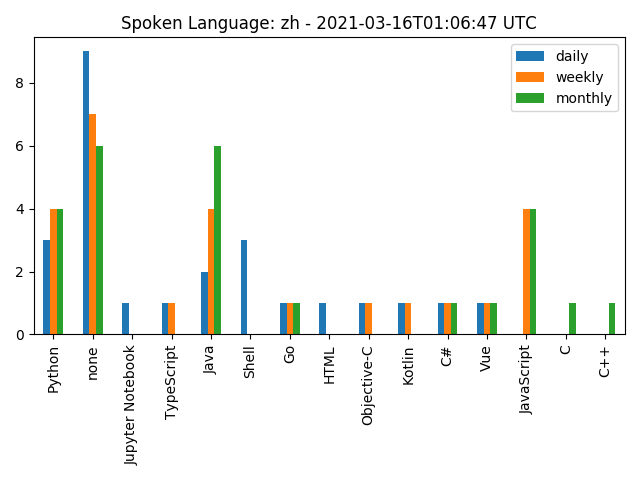 Spoken Language: zh - 2021-03-16T01:06:47 UTC
daily
weekly
monthly
8
6
4
2
0
Python
none
Jupyter Notebook
TypeScript
Java
Shell
Go
HTML
Objective-C
Kotlin
C#
Vue
JavaScript
C
C++